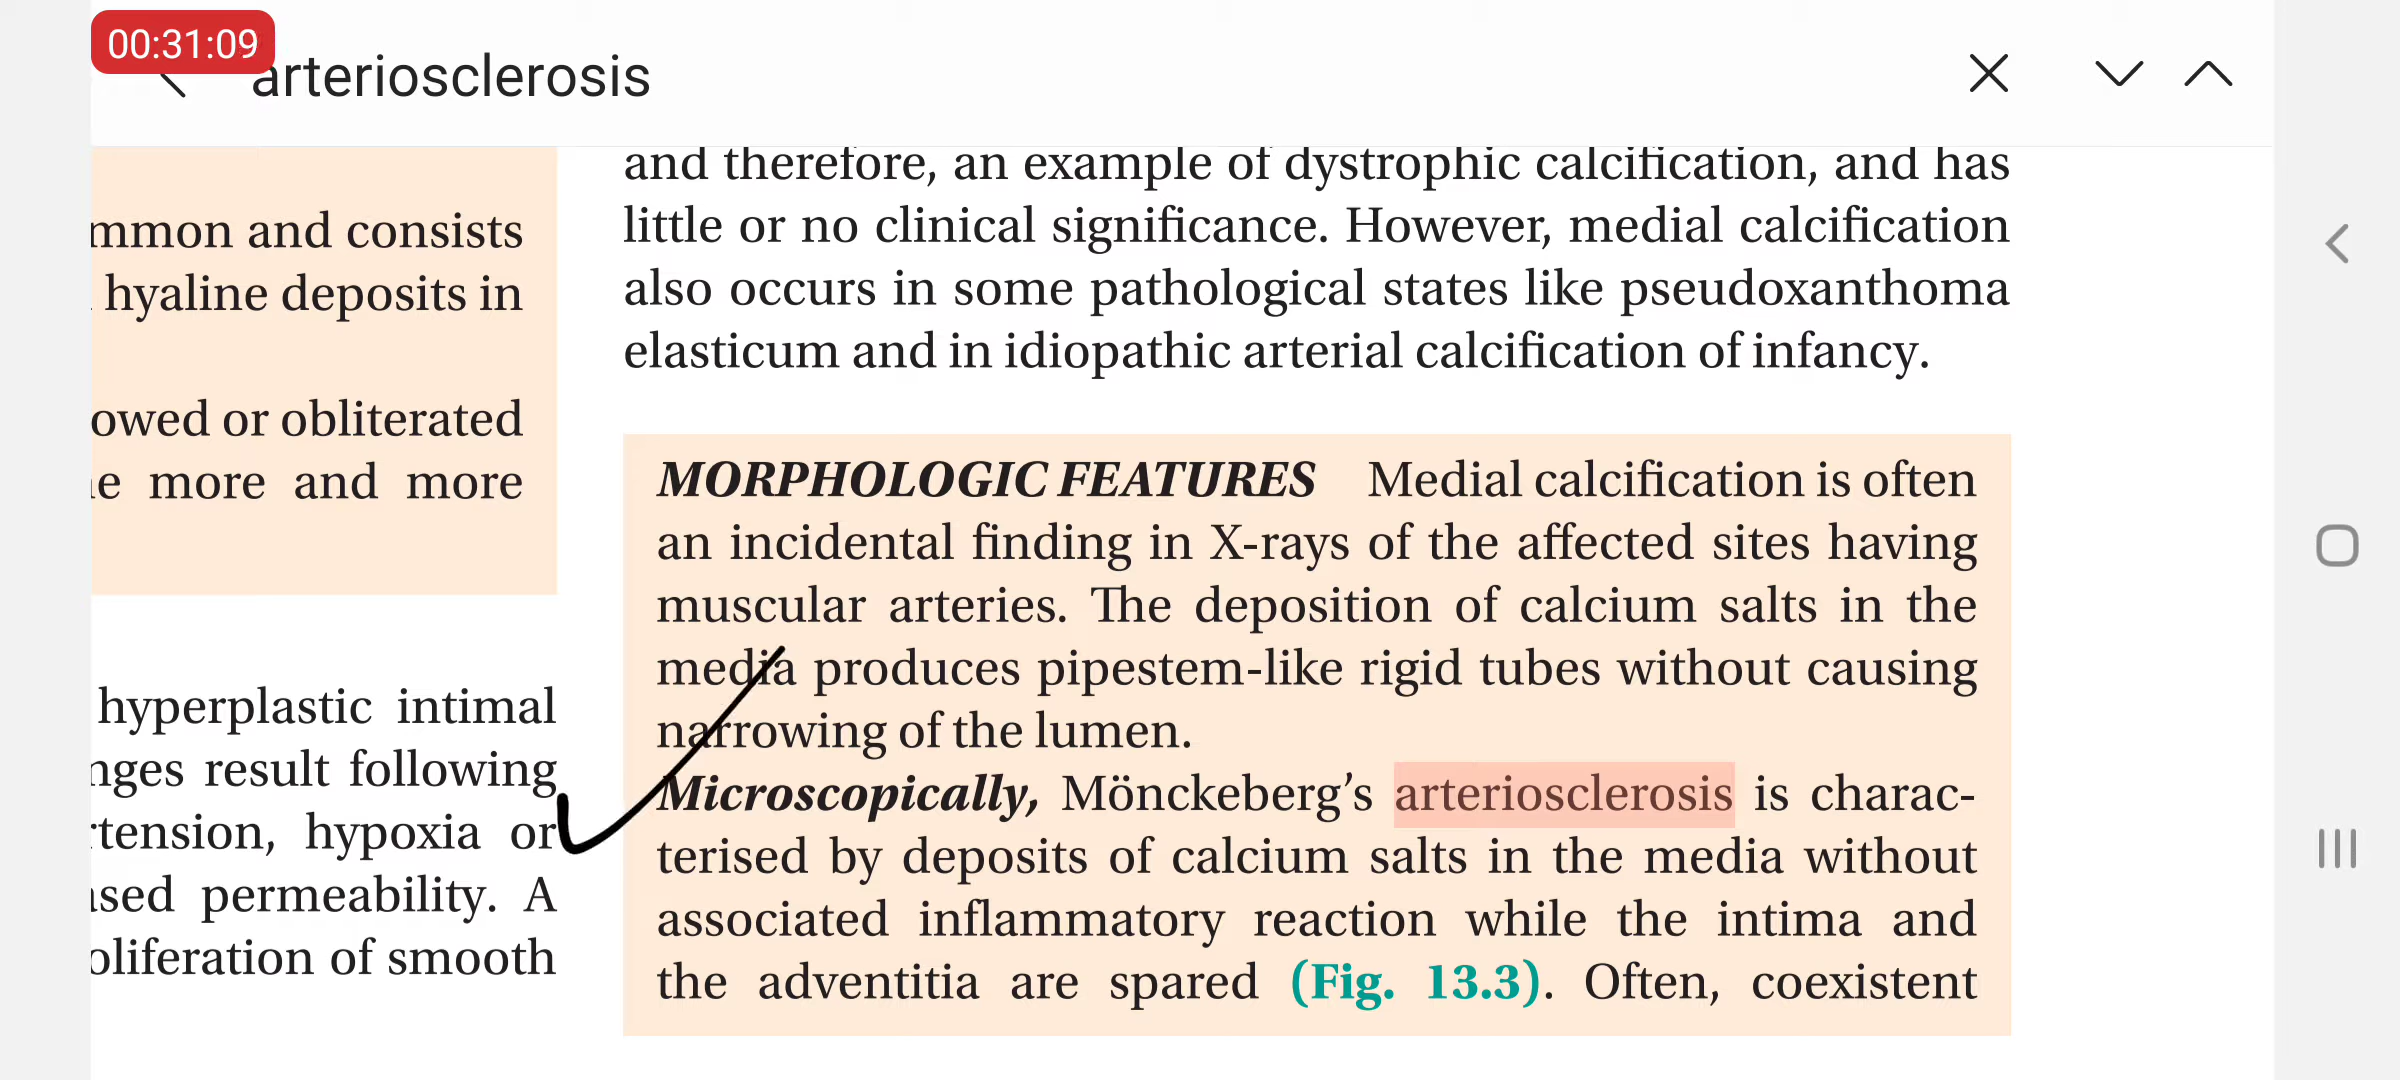 00:31:09
arteriosclerosis
mmon and consists
hyaline deposits in
owed or obliterated
e more and more
hyperplastic intimal
nges result following
rtension, hypoxia or
sed permeability. A
oliferation of smooth
and therefore, an example of dystrophic calcification, and has
little or no clinical significance. However, medial calcification
also occurs in some pathological states like pseudoxanthoma
elasticum and in idiopathic arterial calcification of infancy.
MORPHOLOGIC FEATURES Medial calcification is often
an incidental finding in X-rays of the affected sites having
muscular arteries. The deposition of calcium salts in the
media produces pipestem-like rigid tubes without causing
narrowing of the lumen.
Microscopically, Mönckeberg’s arteriosclerosis is charac-
terised by deposits of calcium salts in the media without
associated inflammatory reaction while the intima and
the adventitia are spared (Fig. 13.3). Often, coexistent